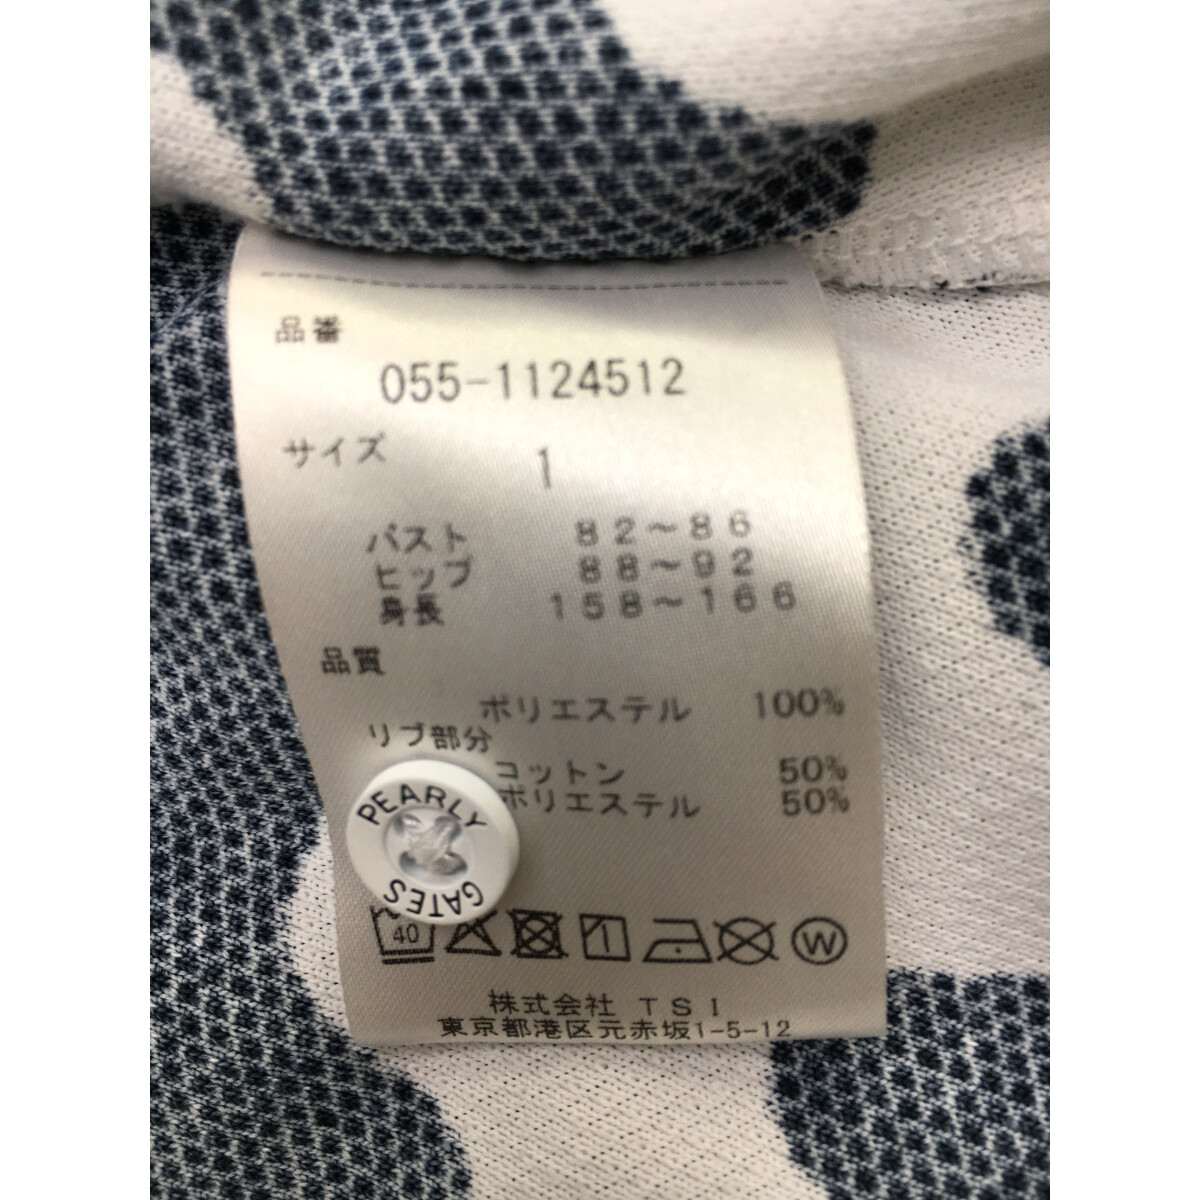 品番
055-1124512
サイズ 1
バスト 82～86
ヒップ 88～92
身長 158～166
品質
ポリエステル 100%
リブ部分
コットン 50%
ポリエステル 50%
PEARLY
GATES
40
W
株式会社 TSI
東京都港区元赤坂1-5-12